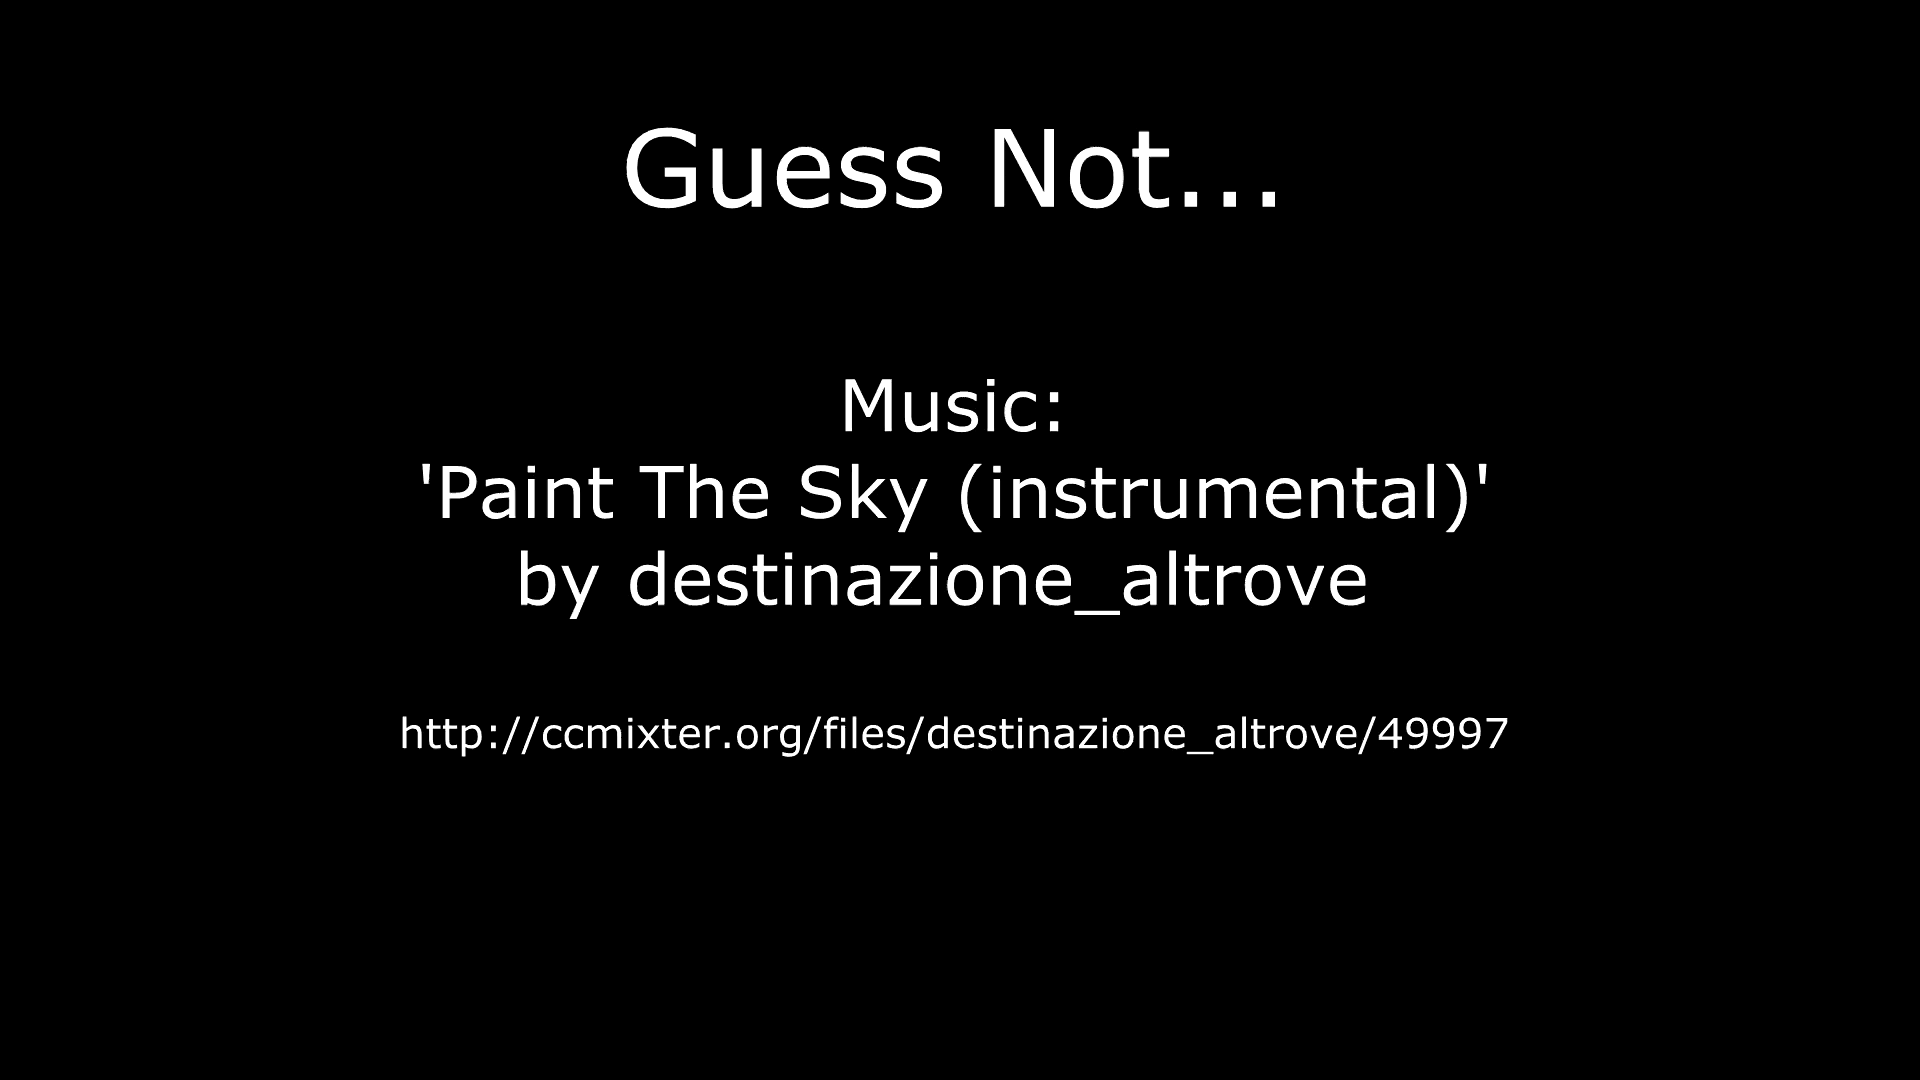 Guess Not...
Music:
'Paint The Sky (instrumental)'
by destinazione_altrove
http://ccmixter.org/files/destinazione_altrove/49997